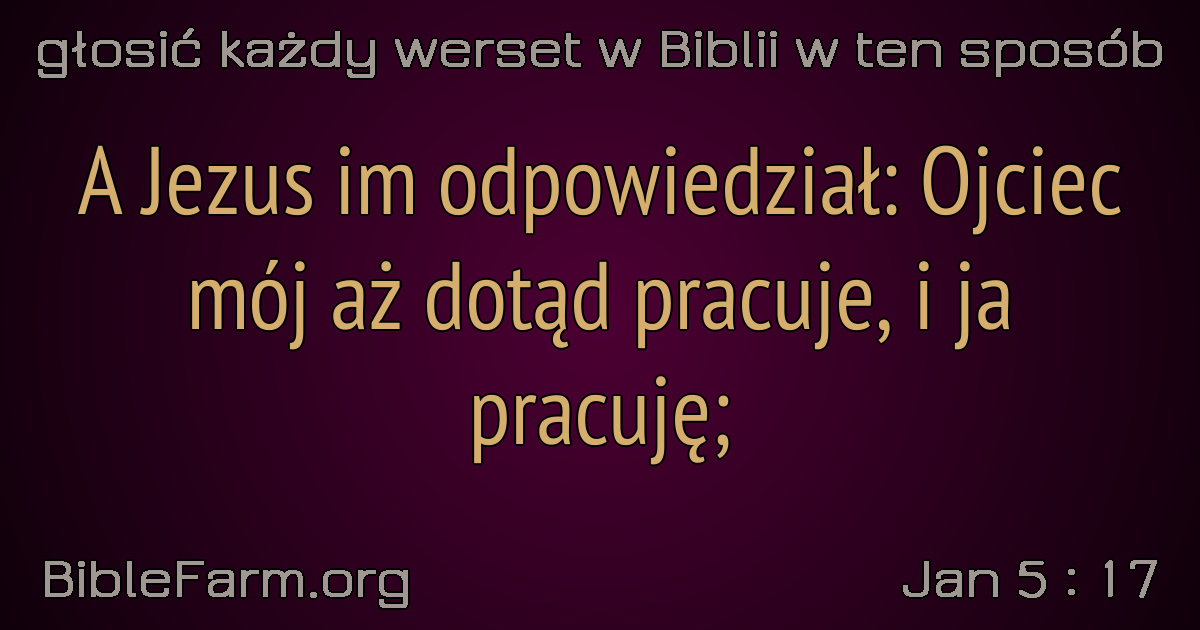 głosić każdy werset w Biblii w ten sposób
A Jezus im odpowiedział: Ojciec
mój aż dotąd pracuje, i ja
pracuję;
BibleFarm.org
Jan 5 : 17